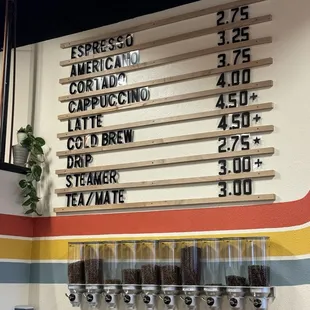 ESPRESSO 2.75
AMERICANO 3.25
CORTADO 3.75
CAPPUCCINO 4.00
LATTE 4.50+
COLD BREW 4.50+
DRIP 2.75*
STEAMER 3.00+
TEA/MATE 3.00